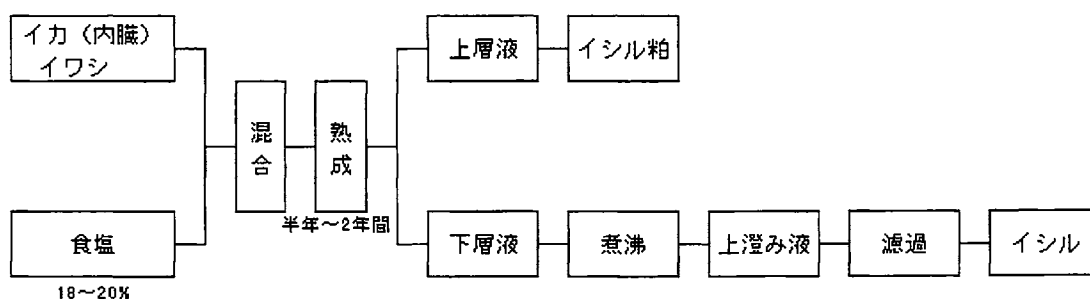 イカ（内臓）
イワシ
食塩
18～20%
混合
熟成
半年～2年間
上層液
イシル粕
下層液
煮沸
上澄み液
濾過
イシル